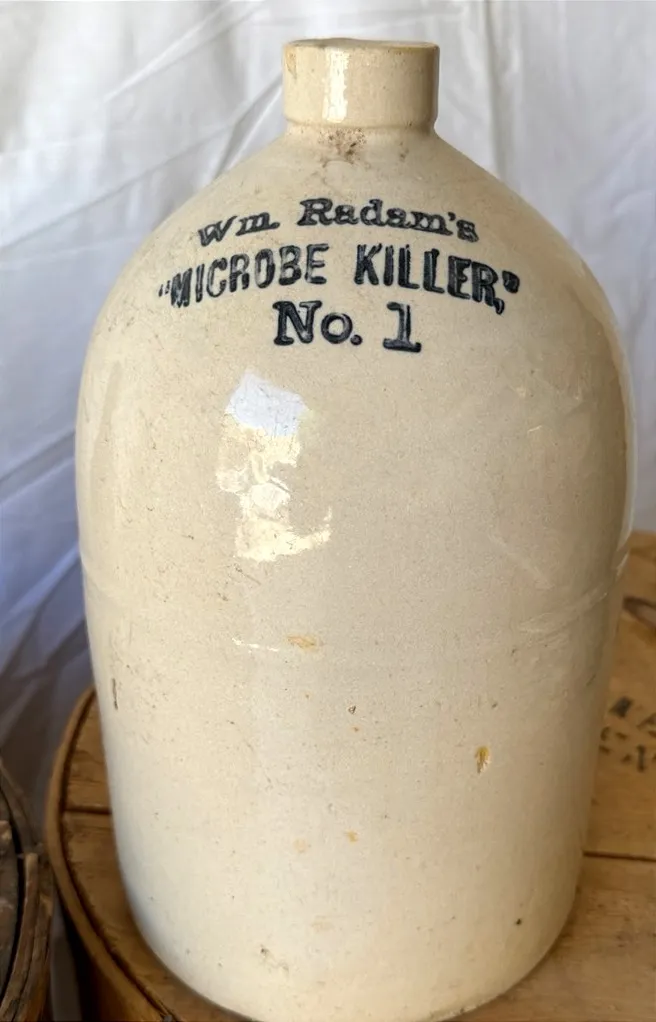 Wm. Radam's
"MICROBE KILLER,"
No. 1